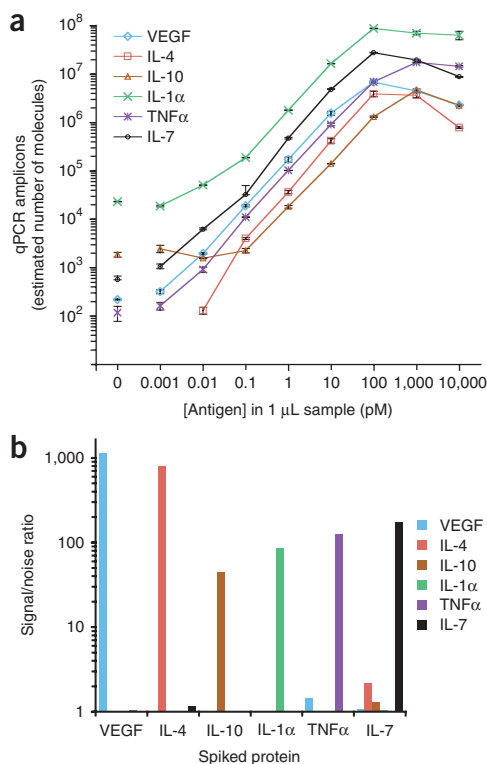 a
VEGF
IL-4
IL-10
IL-1α
TNFα
IL-7
qPCR amplicons
(estimated number of molecules)
10^8
10^7
10^6
10^5
10^4
10^3
10^2
0 0.001 0.01 0.1 1 10 100 1,000 10,000
[Antigen] in 1 µL sample (pM)
b
Signal/noise ratio
1,000
100
10
1
VEGF
IL-4
IL-10
IL-1α
TNFα
IL-7
VEGF IL-4 IL-10 IL-1α TNFα IL-7
Spiked protein